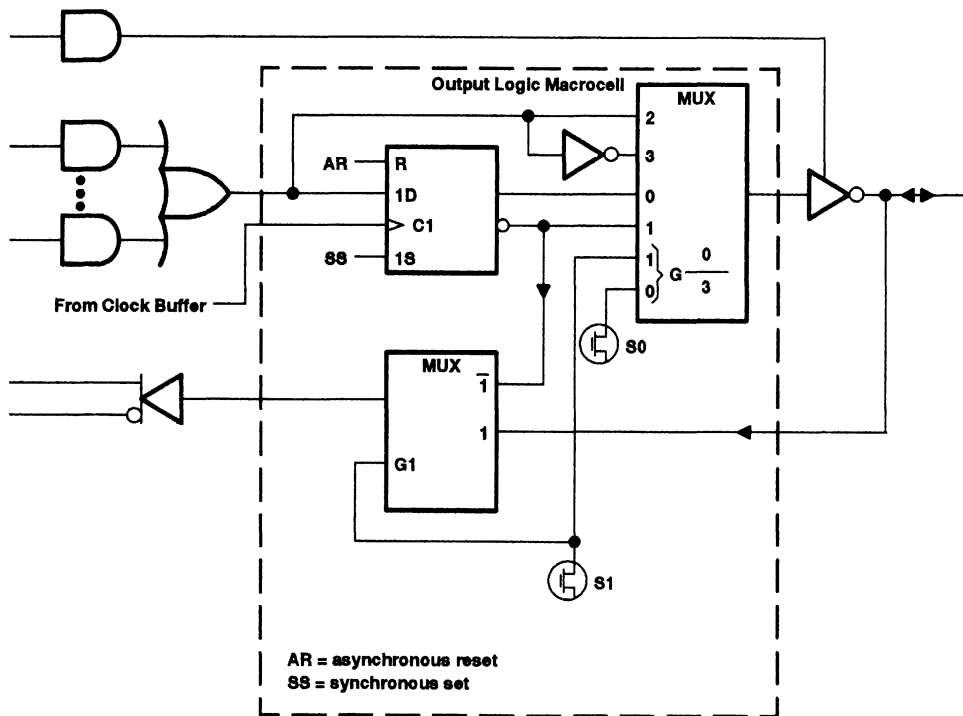 Output Logic Macrocell
MUX
2
3
AR
R
1D
0
C1
1
SS
1S
1
0
G
0
3
From Clock Buffer
S0
MUX
1̅
1
G1
S1
AR = asynchronous reset
SS = synchronous set